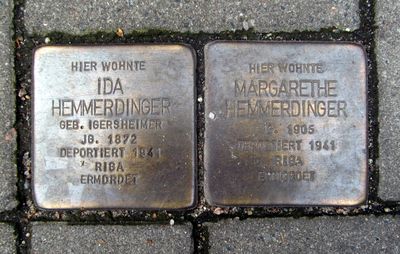 HIER WOHNTE
IDA
HEMMERDINGER
GEB. IGERSHEIMER
JG. 1872
DEPORTIERT 1941
RIGA
ERMORDET
HIER WOHNTE
MARGARETHE
HEMMERDINGER
JG. 1905
DEPORTIERT 1941
RIGA
ERMORDET